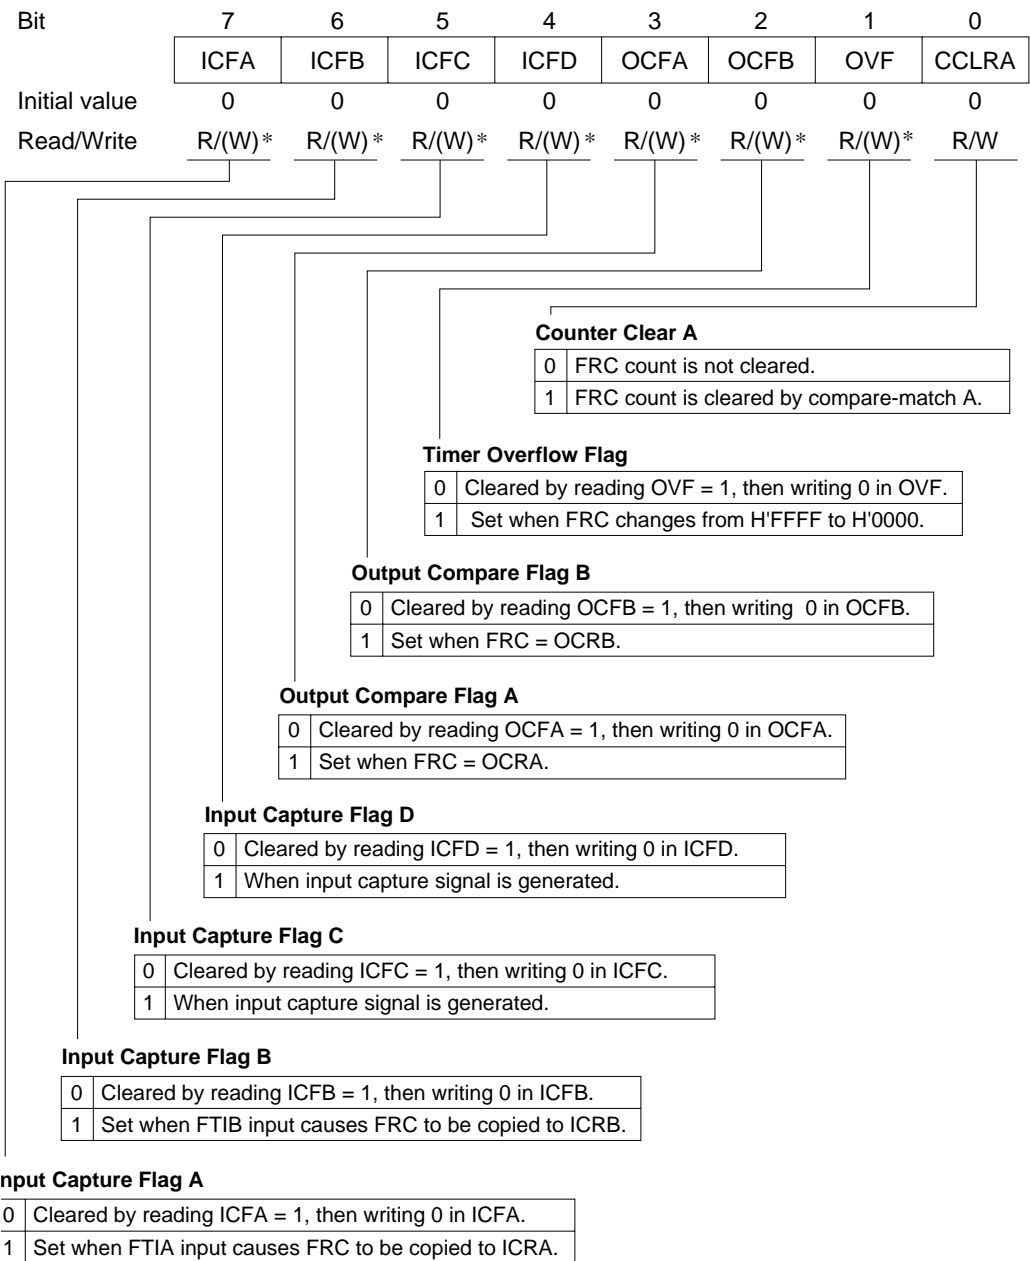 Bit 7 6 5 4 3 2 1 0
ICFA ICFB ICFC ICFD OCFA OCFB OVF CCLRA
Initial value 0 0 0 0 0 0 0 0
Read/Write R/(W)* R/(W)* R/(W)* R/(W)* R/(W)* R/(W)* R/(W)* R/W
Counter Clear A
0 FRC count is not cleared.
1 FRC count is cleared by compare-match A.
Timer Overflow Flag
0 Cleared by reading OVF = 1, then writing 0 in OVF.
1 Set when FRC changes from H'FFFF to H'0000.
Output Compare Flag B
0 Cleared by reading OCFB = 1, then writing 0 in OCFB.
1 Set when FRC = OCRB.
Output Compare Flag A
0 Cleared by reading OCFA = 1, then writing 0 in OCFA.
1 Set when FRC = OCRA.
Input Capture Flag D
0 Cleared by reading ICFD = 1, then writing 0 in ICFD.
1 When input capture signal is generated.
Input Capture Flag C
0 Cleared by reading ICFC = 1, then writing 0 in ICFC.
1 When input capture signal is generated.
Input Capture Flag B
0 Cleared by reading ICFB = 1, then writing 0 in ICFB.
1 Set when FTIB input causes FRC to be copied to ICRB.
nput Capture Flag A
0 Cleared by reading ICFA = 1, then writing 0 in ICFA.
1 Set when FTIA input causes FRC to be copied to ICRA.